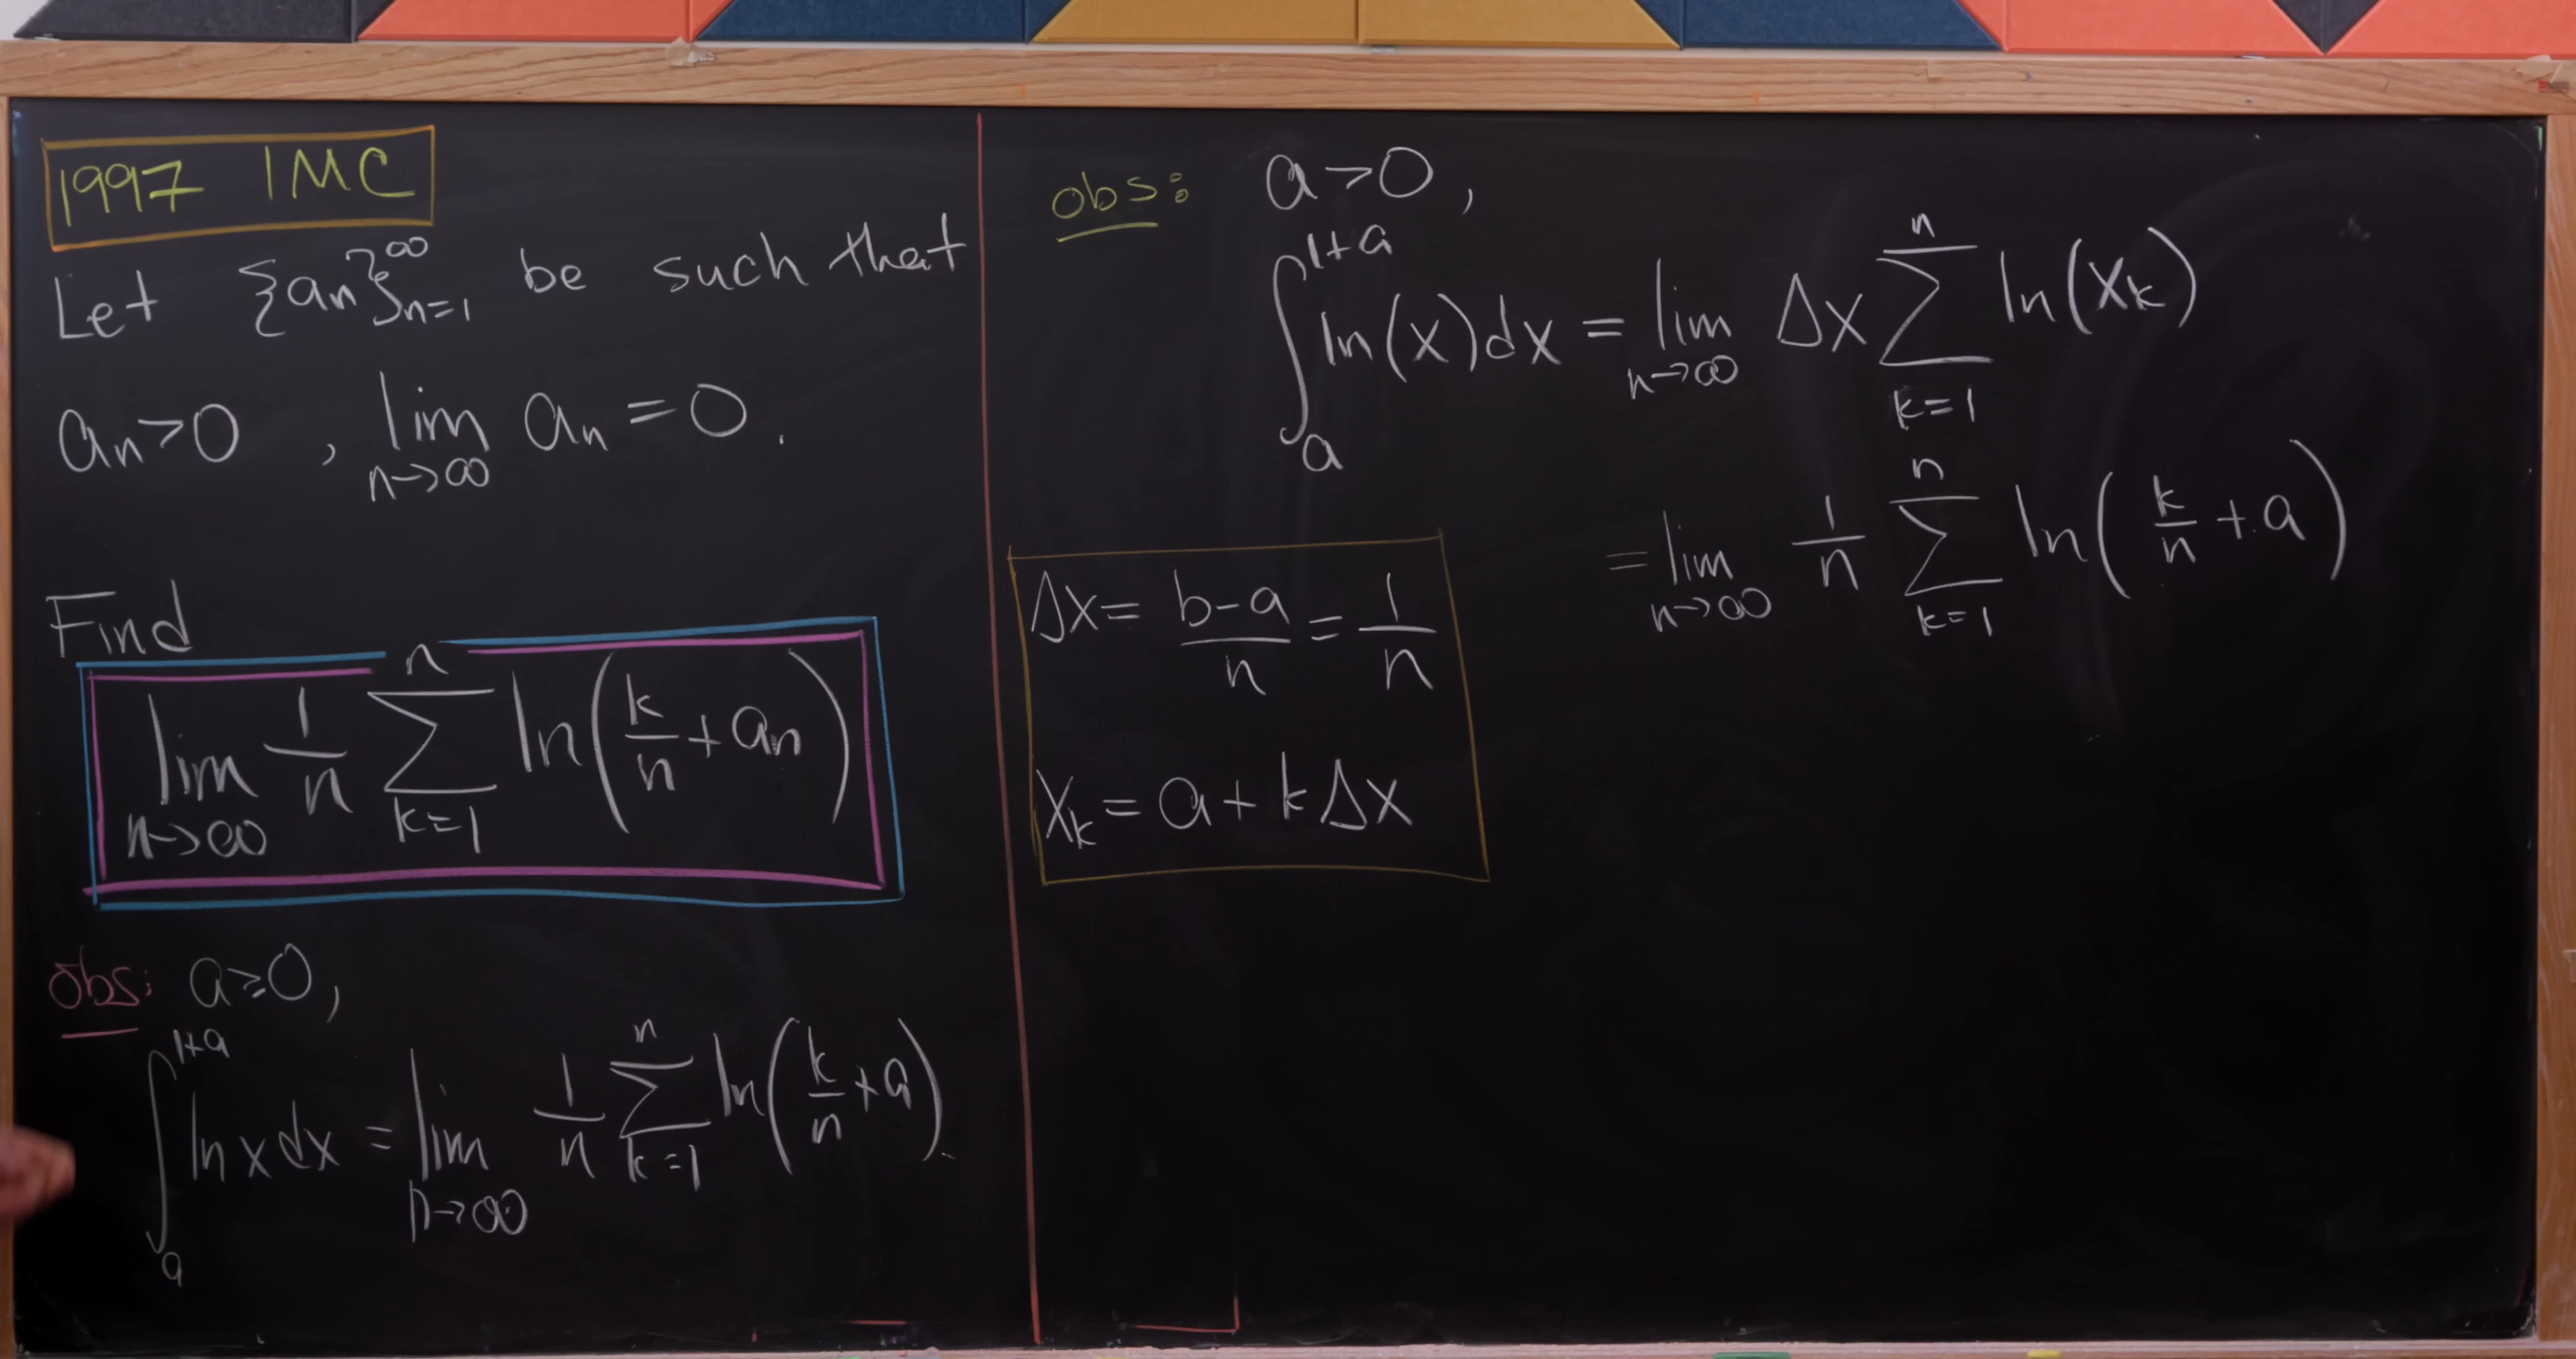 1997 IMC
Let {aₙ}ₙ₌₁^∞ be such that
aₙ>0 , lim_{n→∞} aₙ = 0.
Find
lim_{n→∞} 1/n ∑_{k=1}^{n} ln(k/n + aₙ)
obs: a≥0,
∫_{a}^{1+a} ln x dx = lim_{n→∞} 1/n ∑_{k=1}^{n} ln(k/n + a).
obs: a>0,
∫_{a}^{1+a} ln(x)dx = lim_{n→∞} Δx ∑_{k=1}^{n} ln(xₖ)
= lim_{n→∞} 1/n ∑_{k=1}^{n} ln(k/n + a)
Δx = (b-a)/n = 1/n
xₖ = a + kΔx